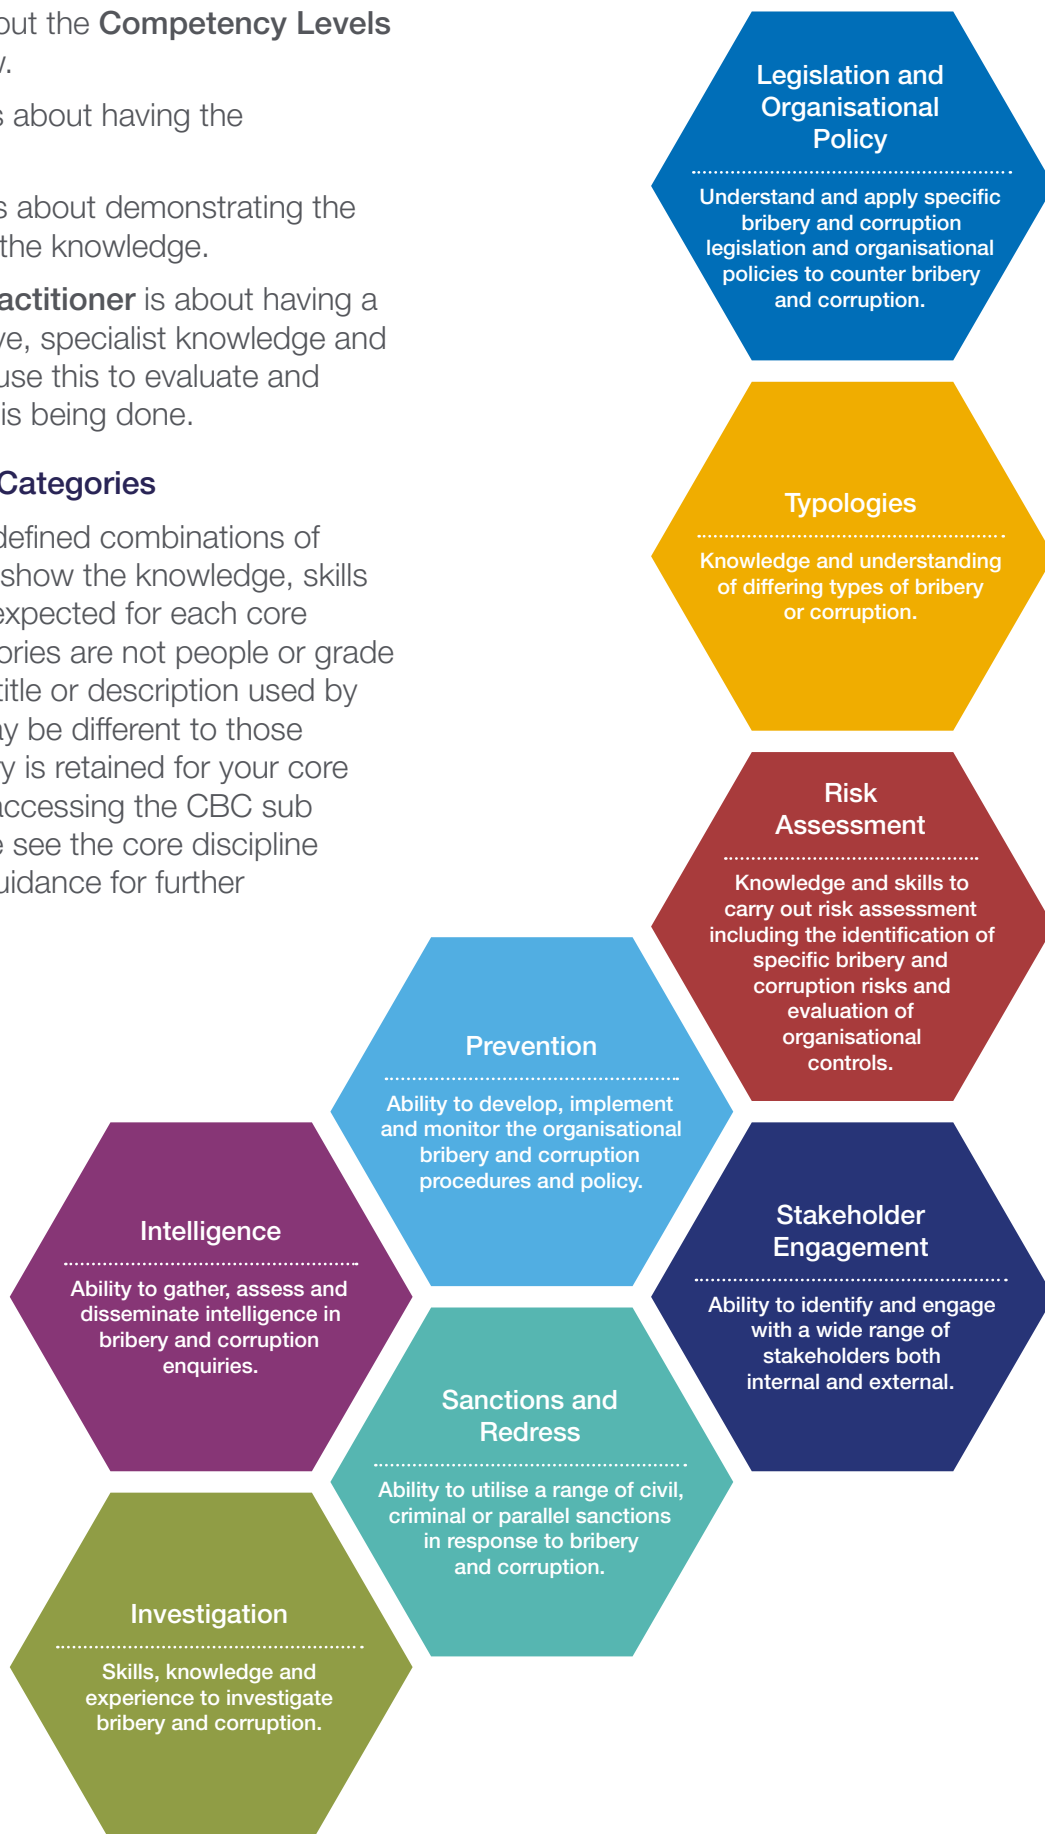 out the Competency Levels
about having the
about demonstrating the
the knowledge.
actitioner is about having a
specialist knowledge and
use this to evaluate and
is being done.
Categories
defined combinations of
show the knowledge, skills
expected for each core
ories are not people or grade
title or description used by
ay be different to those
is retained for your core
accessing the CBC sub
see the core discipline
uidance for further
Legislation and
Organisational
Policy
Understand and apply specific
bribery and corruption
legislation and organisational
policies to counter bribery
and corruption.
Typologies
Knowledge and understanding
of differing types of bribery
or corruption.
Risk
Assessment
Knowledge and skills to
carry out risk assessment
including the identification of
specific bribery and
corruption risks and
evaluation of
organisational
controls.
Prevention
Ability to develop, implement
and monitor the organisational
bribery and corruption
procedures and policy.
Intelligence
Ability to gather, assess and
disseminate intelligence in
bribery and corruption
enquiries.
Stakeholder
Engagement
Ability to identify and engage
with a wide range of
stakeholders both
internal and external.
Sanctions and
Redress
Ability to utilise a range of civil,
criminal or parallel sanctions
in response to bribery
and corruption.
Investigation
Skills, knowledge and
experience to investigate
bribery and corruption.